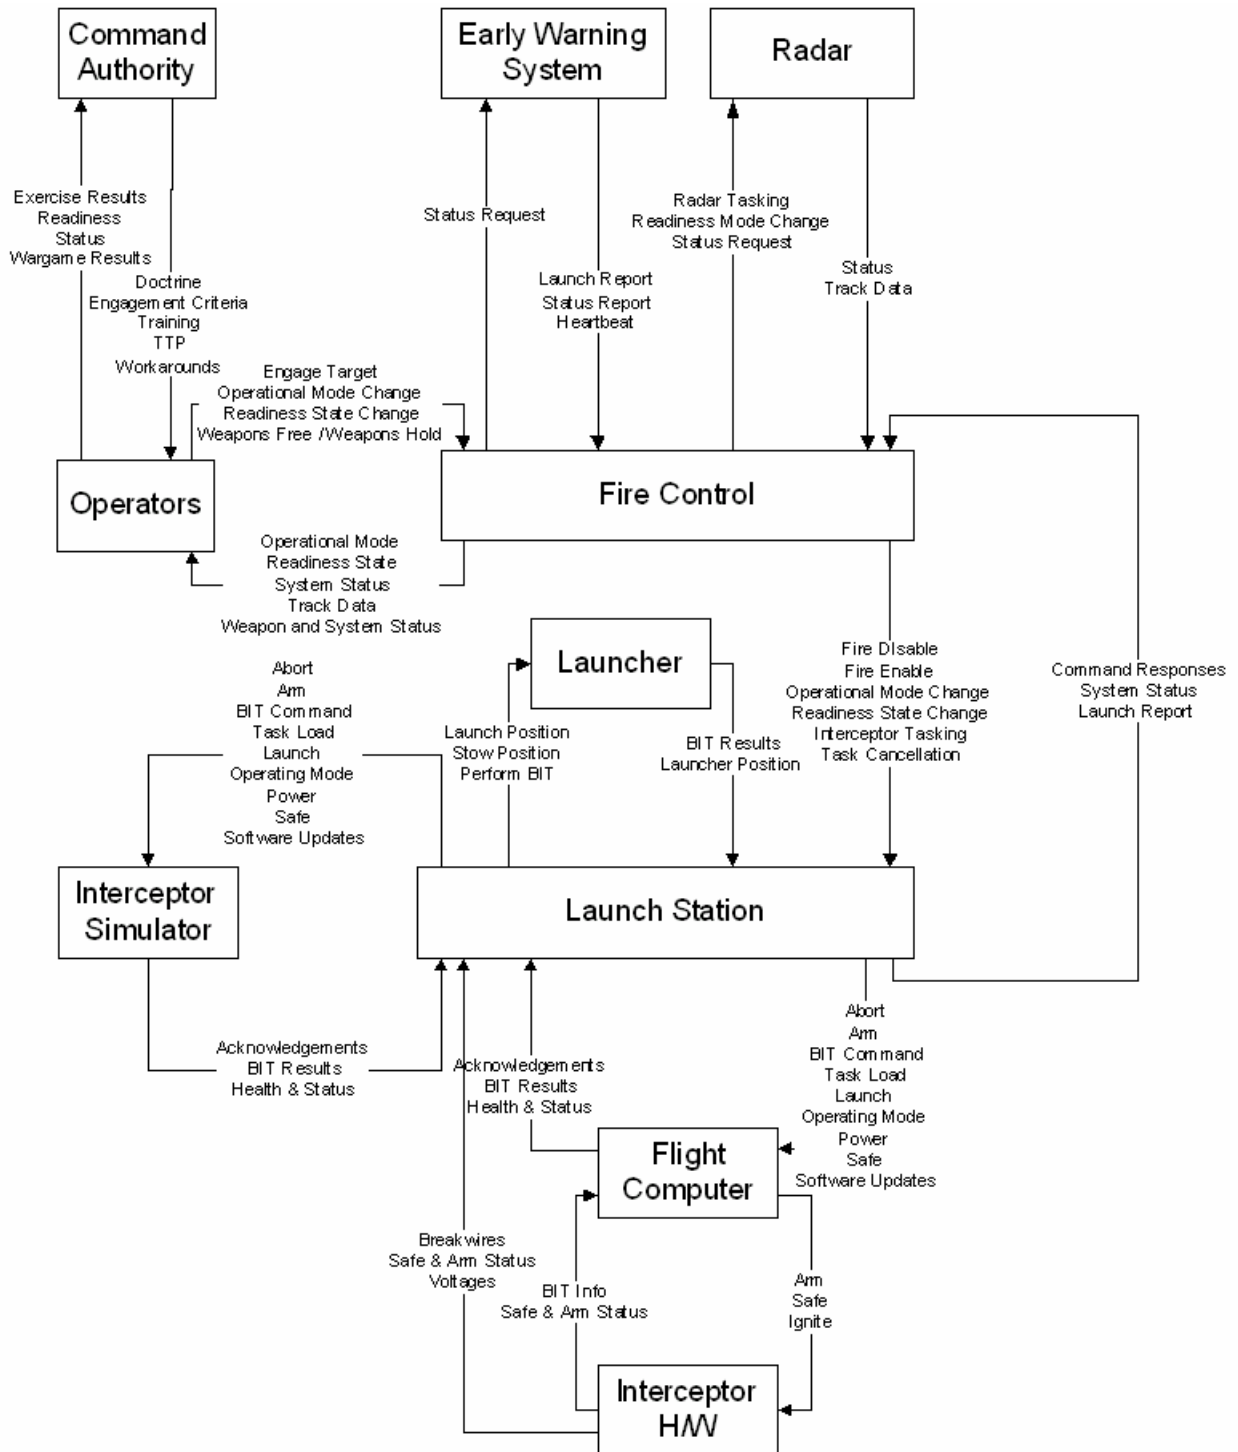 Command
Authority
Early Warning
System
Radar
Exercise Results
Readiness
Status
Wargame Results
Doctrine
Engagement Criteria
Training
TTP
Workarounds
Status Request
Launch Report
Status Report
Heartbeat
Radar Tasking
Readiness Mode Change
Status Request
Status
Track Data
Engage Target
Operational Mode Change
Readiness State Change
Weapons Free /Weapons Hold
Operators
Fire Control
Operational Mode
Readiness State
System Status
Track Data
Weapon and System Status
Launcher
Fire DIsable
Fire Enable
Operational Mode Change
Readiness State Change
Interceptor Tasking
Task Cancellation
Command Responses
System Status
Launch Report
Abort
Arm
BIT Command
Task Load
Launch
Operating Mode
Power
Safe
Software Updates
Launch Position
Stow Position
Perform BIT
BIT Results
Launcher Position
Interceptor
Simulator
Launch Station
Acknowledgements
BIT Results
Health & Status
Acknowledgements
BIT Results
Health & Status
Abort
Arm
BIT Command
Task Load
Launch
Operating Mode
Power
Safe
Software Updates
Flight
Computer
Breakwires
Safe & Arm Status
Voltages
BIT Info
Safe & Arm Status
Arm
Safe
Ignite
Interceptor
H/W